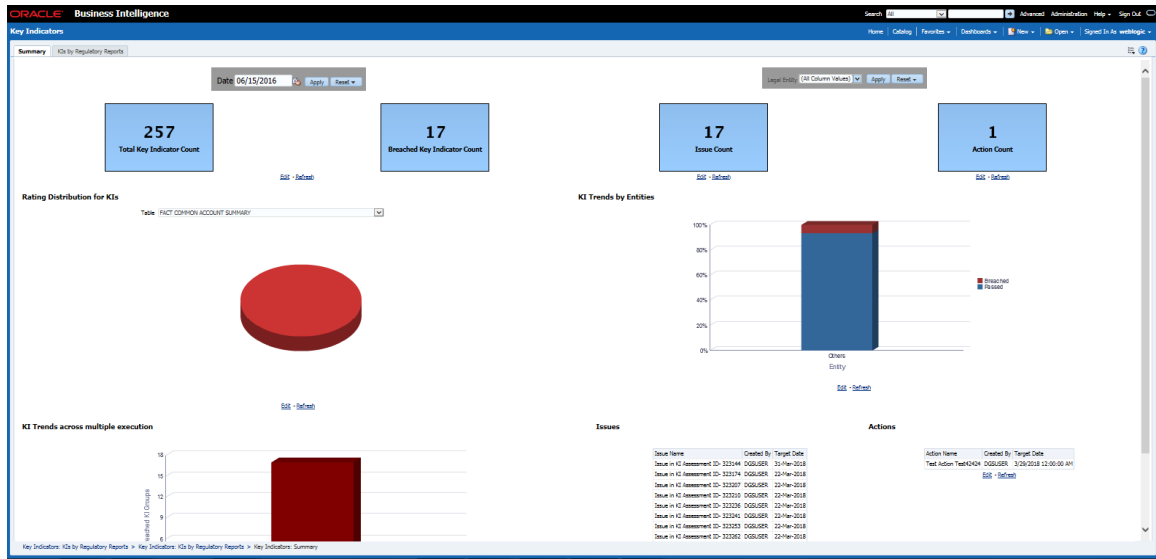 ORACLE Business Intelligence
Search All Advanced Administration Help Sign Out
Key Indicators
Home Catalog Favorites Dashboards New Open Signed In As weblogic
Summary KIs by Regulatory Reports
Date 06/15/2016 Apply Reset
Legal Entity (All Column Values) Apply Reset
257
Total Key Indicator Count
17
Breached Key Indicator Count
Edit - Refresh
17
Issue Count
Edit - Refresh
1
Action Count
Edit - Refresh
Rating Distribution for KIs
Table FACT COMMON ACCOUNT SUMMARY
Edit - Refresh
KI Trends by Entities
100%
80%
60%
40%
20%
0%
Others
Entity
Breached
Passed
Edit - Refresh
KI Trends across multiple execution
18
15
12
9
6
eached KI Groups
Issues
Issue Name Created By Target Date
Issue in KI Assessment ID- 323144 DGSUSER 31-Mar-2018
Issue in KI Assessment ID- 323174 DGSUSER 22-Mar-2018
Issue in KI Assessment ID- 323207 DGSUSER 22-Mar-2018
Issue in KI Assessment ID- 323210 DGSUSER 22-Mar-2018
Issue in KI Assessment ID- 323236 DGSUSER 22-Mar-2018
Issue in KI Assessment ID- 323241 DGSUSER 22-Mar-2018
Issue in KI Assessment ID- 323253 DGSUSER 22-Mar-2018
Issue in KI Assessment ID- 323262 DGSUSER 22-Mar-2018
Actions
Action Name Created By Target Date
Test Action Test42424 DGSUSER 3/29/2018 12:00:00 AM
Edit - Refresh
Key Indicators: KIs by Regulatory Reports > Key Indicators: KIs by Regulatory Reports > Key Indicators: Summary